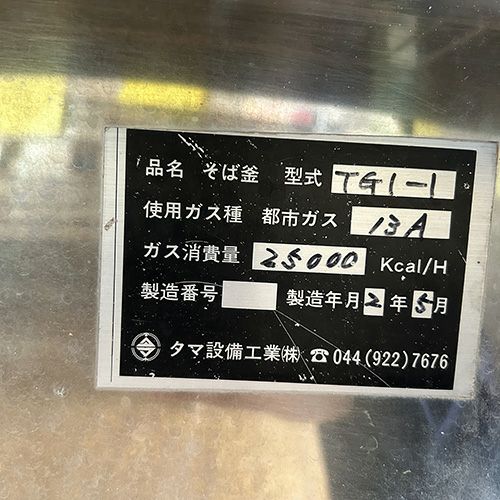 品名 そば釜 型式 TG1-1
使用ガス種 都市ガス 13A
ガス消費量 25000 Kcal/H
製造番号 製造年月 2年5月
タマ設備工業㈱ ☎044(922)7676